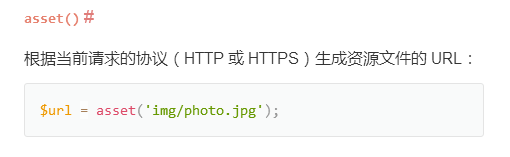 asset() #
根据当前请求的协议（HTTP 或 HTTPS）生成资源文件的 URL：
$url = asset('img/photo.jpg');